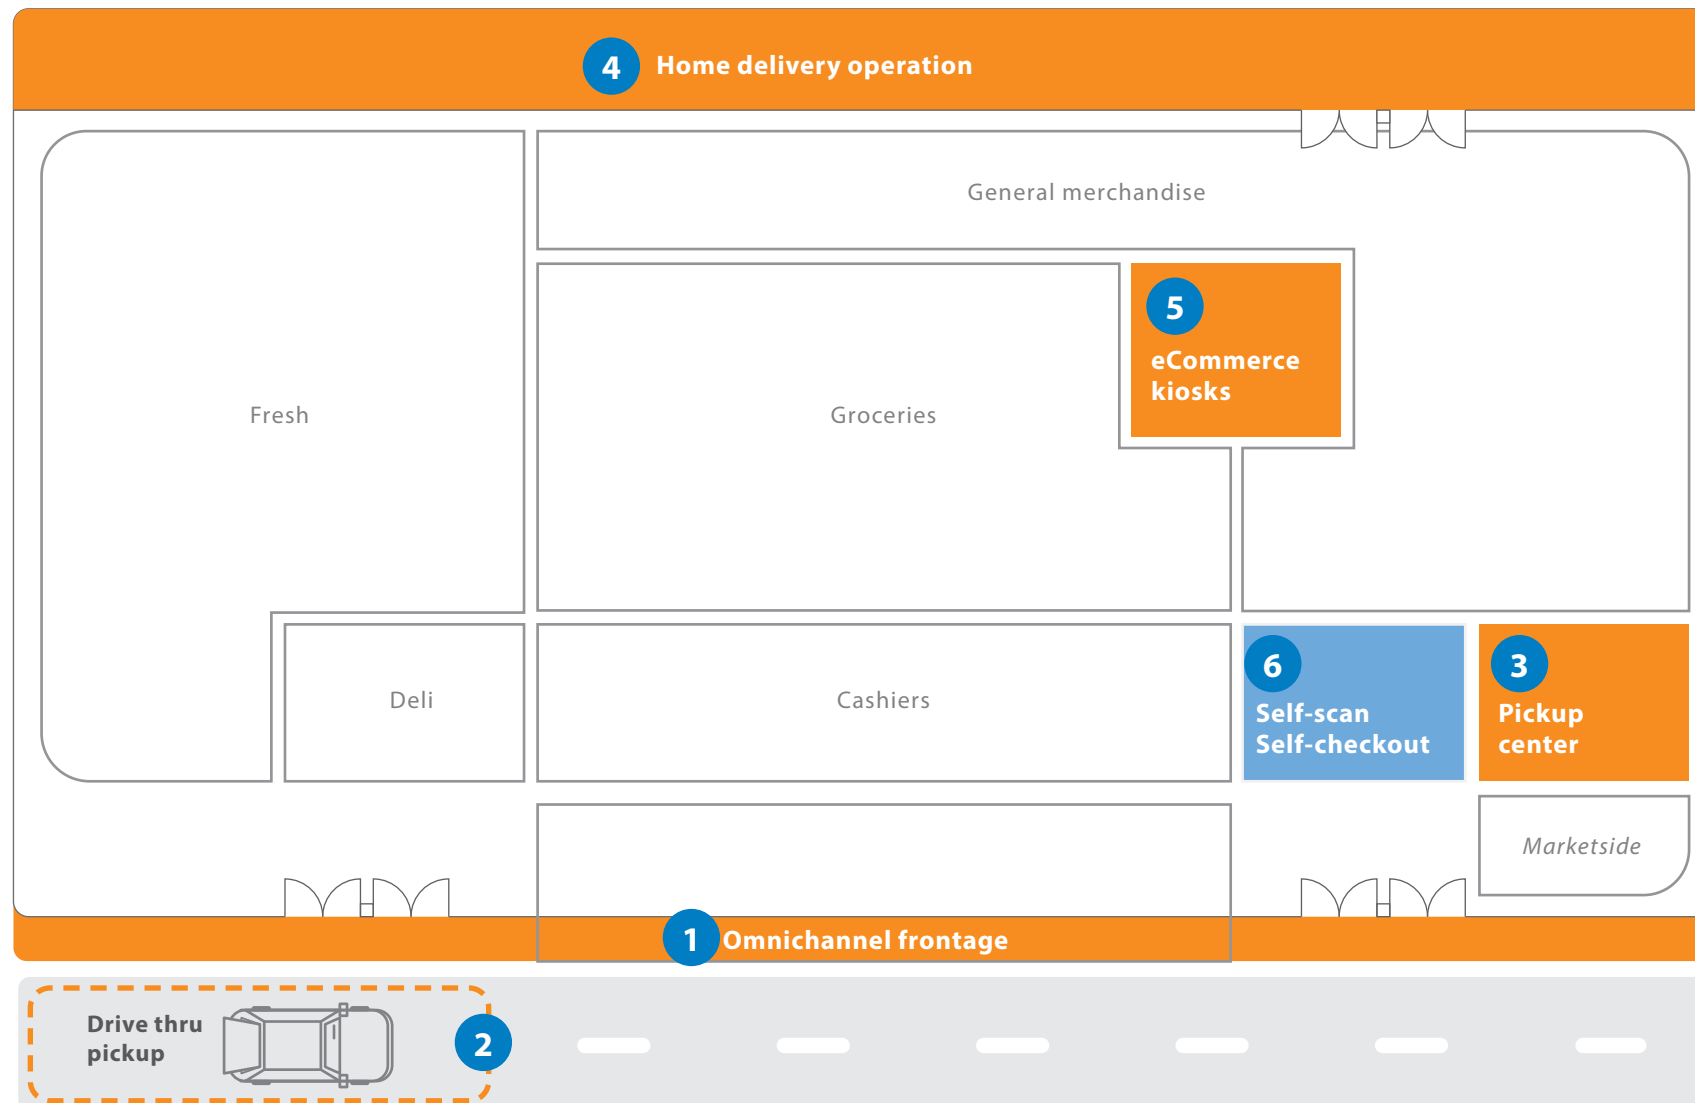 4 Home delivery operation
General merchandise
5
eCommerce
kiosks
Fresh
Groceries
Deli
Cashiers
6
Self-scan
Self-checkout
3
Pickup
center
Marketside
1 Omnichannel frontage
Drive thru
pickup
2